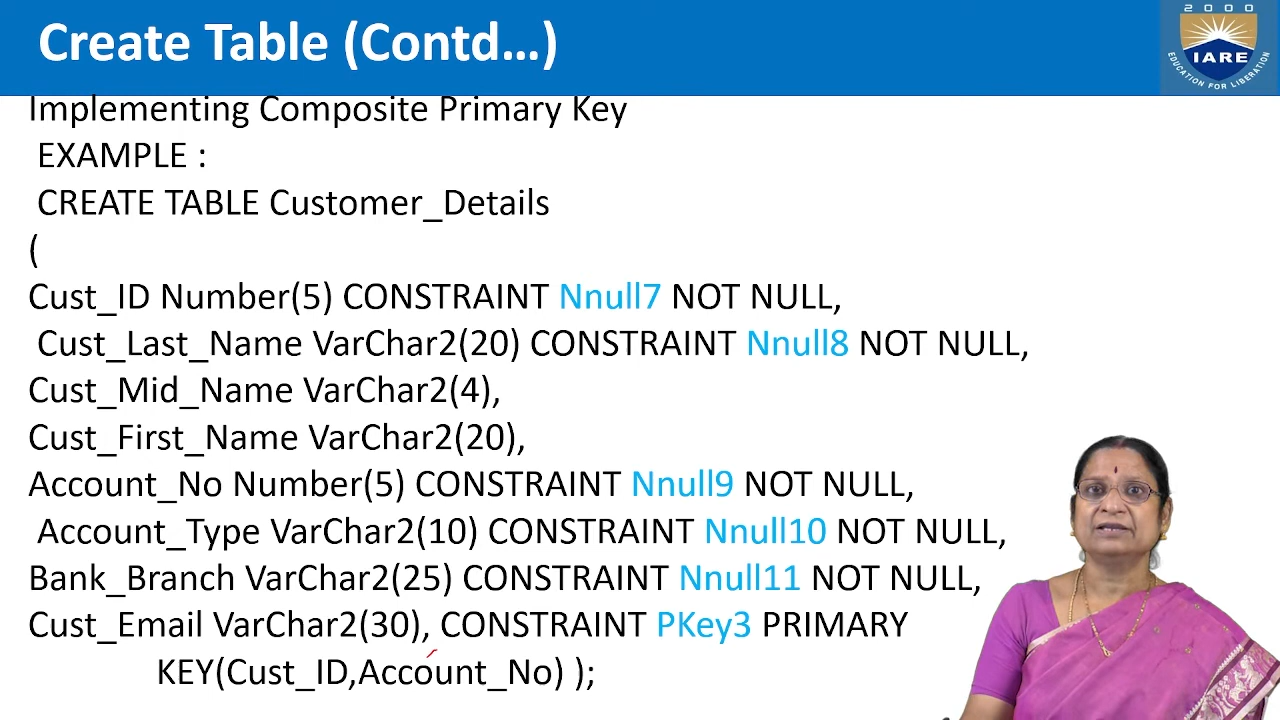 Create Table (Contd…)
2000
IARE
EDUCATION FOR LIBERATION
Implementing Composite Primary Key
EXAMPLE :
CREATE TABLE Customer_Details
(
Cust_ID Number(5) CONSTRAINT Nnull7 NOT NULL,
Cust_Last_Name VarChar2(20) CONSTRAINT Nnull8 NOT NULL,
Cust_Mid_Name VarChar2(4),
Cust_First_Name VarChar2(20),
Account_No Number(5) CONSTRAINT Nnull9 NOT NULL,
Account_Type VarChar2(10) CONSTRAINT Nnull10 NOT NULL,
Bank_Branch VarChar2(25) CONSTRAINT Nnull11 NOT NULL,
Cust_Email VarChar2(30), CONSTRAINT PKey3 PRIMARY
KEY(Cust_ID,Account_No) );